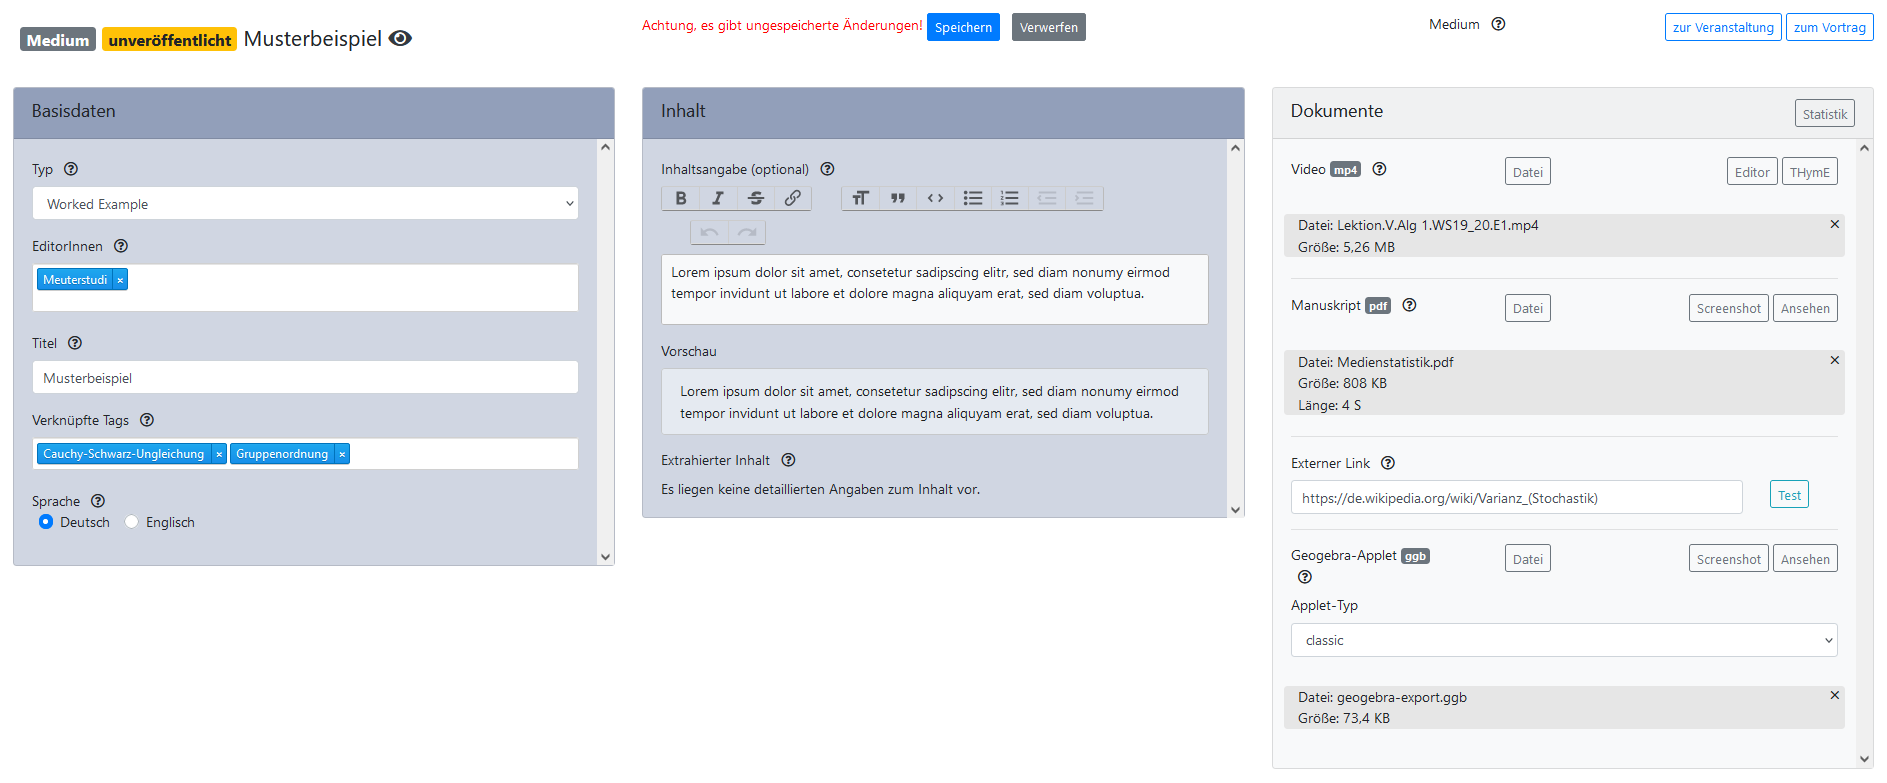 Medium unveröffentlicht Musterbeispiel
Achtung, es gibt ungespeicherte Änderungen! Speichern Verwerfen
Medium
zur Veranstaltung zum Vortrag
Basisdaten
Typ
Worked Example
EditorInnen
Meuterstudi ×
Titel
Musterbeispiel
Verknüpfte Tags
Cauchy-Schwarz-Ungleichung × Gruppenordnung ×
Sprache
Deutsch Englisch
Inhalt
Inhaltsangabe (optional)
Lorem ipsum dolor sit amet, consetetur sadipscing elitr, sed diam nonumy eirmod
tempor invidunt ut labore et dolore magna aliquyam erat, sed diam voluptua.
Vorschau
Lorem ipsum dolor sit amet, consetetur sadipscing elitr, sed diam nonumy eirmod
tempor invidunt ut labore et dolore magna aliquyam erat, sed diam voluptua.
Extrahierter Inhalt
Es liegen keine detaillierten Angaben zum Inhalt vor.
Dokumente Statistik
Video mp4 Datei Editor THymE
Datei: Lektion.V.Alg 1.WS19_20.E1.mp4
Größe: 5,26 MB
Manuskript pdf Datei Screenshot Ansehen
Datei: Medienstatistik.pdf
Größe: 808 KB
Länge: 4 S
Externer Link
https://de.wikipedia.org/wiki/Varianz_(Stochastik) Test
Geogebra-Applet ggb Datei Screenshot Ansehen
Applet-Typ
classic
Datei: geogebra-export.ggb
Größe: 73,4 KB